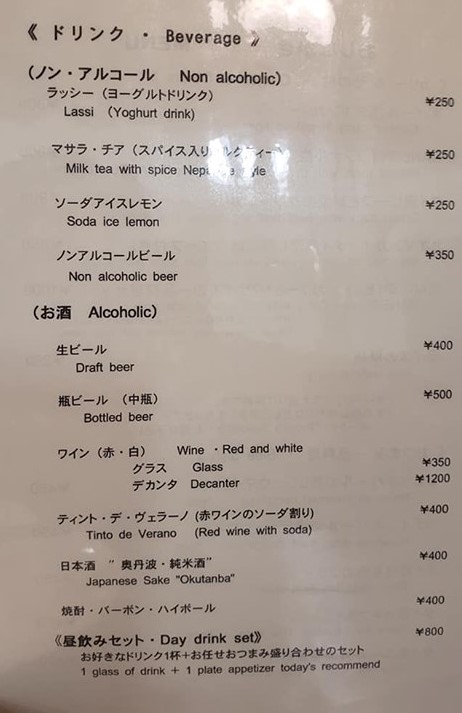 《 ドリンク ・ Beverage 》
（ノン・アルコール　Non alcoholic）
ラッシー（ヨーグルトドリンク） ¥250
Lassi （Yoghurt drink）
マサラ・チア（スパイス入り ¥250
Milk tea with spice
ソーダアイスレモン ¥250
Soda ice lemon
ノンアルコールビール ¥350
Non alcoholic beer
（お酒　Alcoholic）
生ビール ¥400
Draft beer
瓶ビール （中瓶） ¥500
Bottled beer
ワイン（赤・白）　Wine ・Red and white
グラス　Glass ¥350
デカンタ　Decanter ¥1200
ティント・デ・ヴェラーノ (赤ワインのソーダ割り) ¥400
Tinto de Verano （Red wine with soda)
日本酒 ” 奥丹波・純米酒” ¥400
Japanese Sake "Okutanba"
焼酎・バーボン・ハイボール ¥400
《昼飲みセット・Day drink set》 ¥800
お好きなドリンク1杯＋お任せおつまみ盛り合わせのセット
1 glass of drink ＋ 1 plate appetizer today's recommend